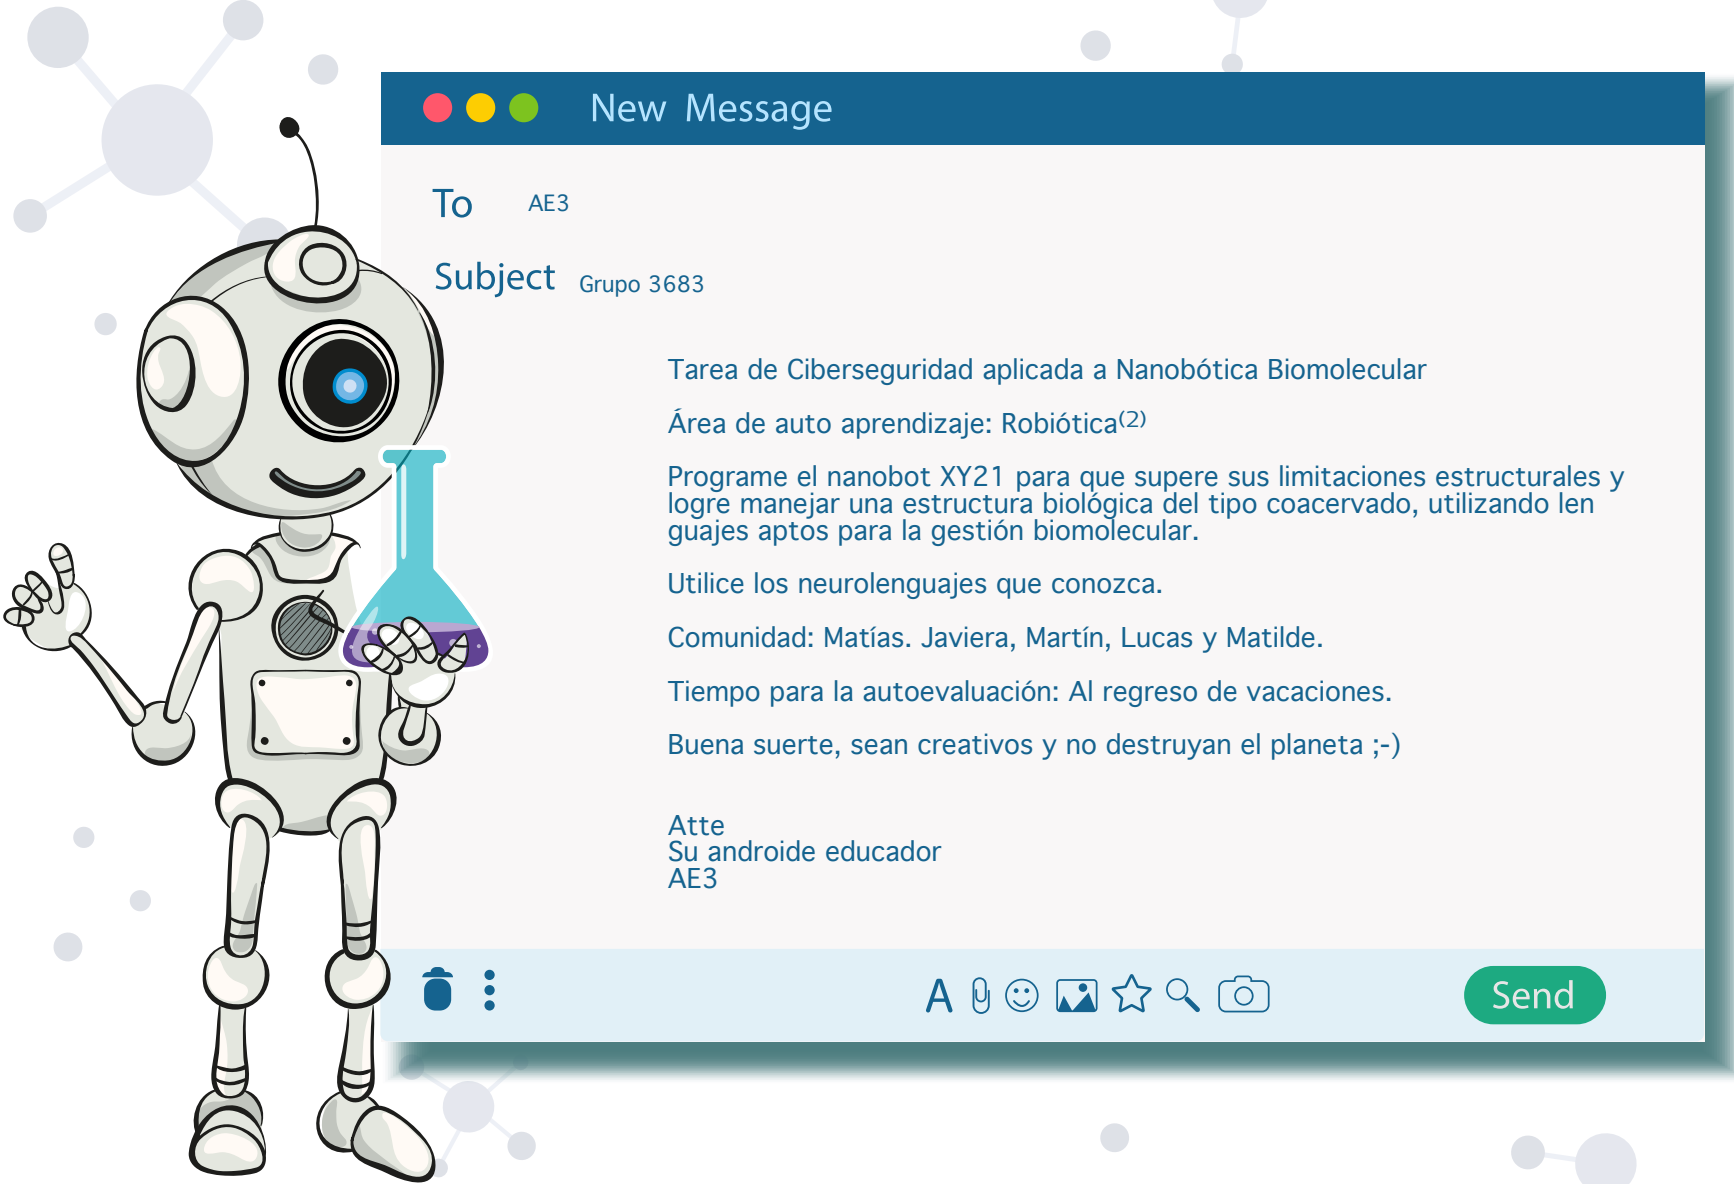 New Message
To AE3
Subject Grupo 3683
Tarea de Ciberseguridad aplicada a Nanobótica Biomolecular
Área de auto aprendizaje: Robiótica(2)
Programe el nanobot XY21 para que supere sus limitaciones estructurales y
logre manejar una estructura biológica del tipo coacervado, utilizando len
guajes aptos para la gestión biomolecular.
Utilice los neurolenguajes que conozca.
Comunidad: Matías. Javiera, Martín, Lucas y Matilde.
Tiempo para la autoevaluación: Al regreso de vacaciones.
Buena suerte, sean creativos y no destruyan el planeta ;-)
Atte
Su androide educador
AE3
A
Send